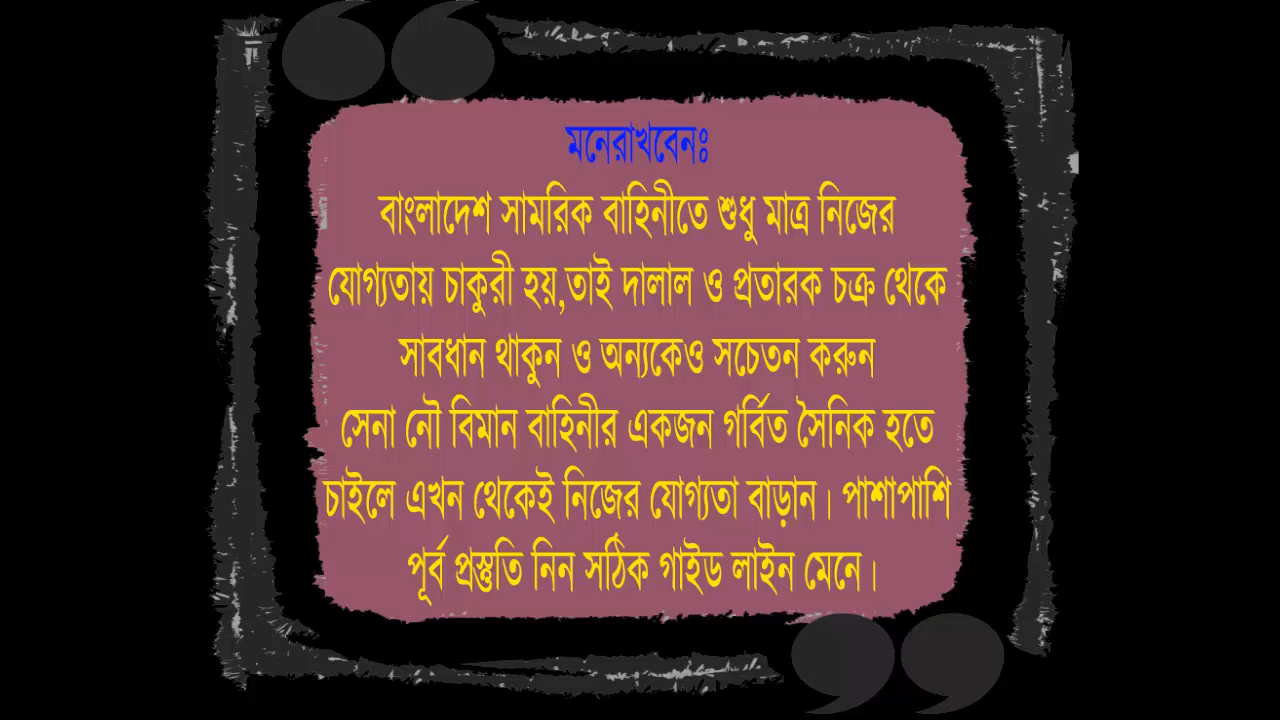 মনেরাখবেনঃ
বাংলাদেশ সামরিক বাহিনীতে শুধু মাত্র নিজের
যোগ্যতায় চাকুরী হয়,তাই দালাল ও প্রতারক চক্র থেকে
সাবধান থাকুন ও অন্যকেও সচেতন করুন
সেনা নৌ বিমান বাহিনীর একজন গর্বিত সৈনিক হতে
চাইলে এখন থেকেই নিজের যোগ্যতা বাড়ান। পাশাপাশি
পূর্ব প্রস্তুতি নিন সঠিক গাইড লাইন মেনে।